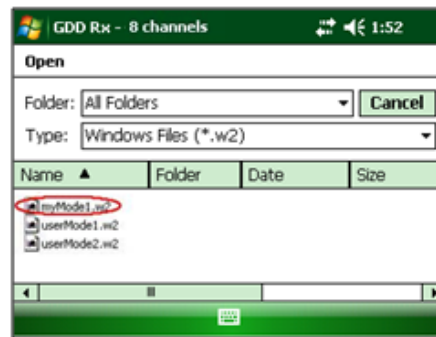 GDD Rx - 8 channels 1:52
Open
Folder: All Folders Cancel
Type: Windows Files (*.w2)
Name Folder Date Size
myMode1.w2
userMode1.w2
userMode2.w2